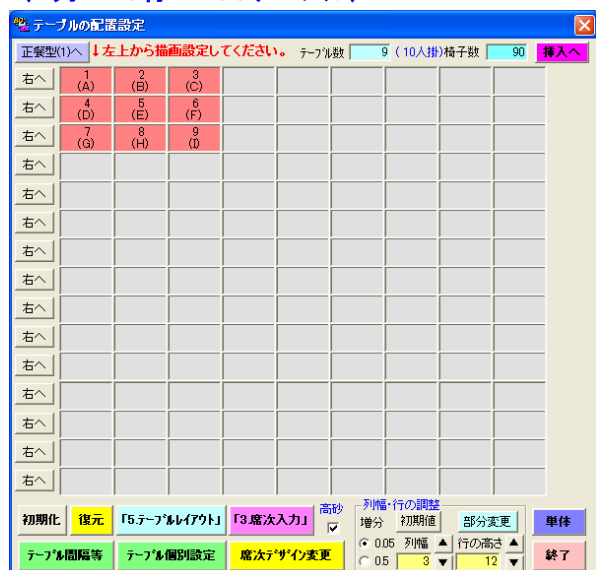 テーブルの配置設定
正餐型(1)へ ↓左上から描画設定してください。 テーブル数 9 (10人掛)椅子数 90 挿入へ
右へ 1 2 3
(A) (B) (C)
右へ 4 5 6
(D) (E) (F)
右へ 7 8 9
(G) (H) (I)
右へ
右へ
右へ
右へ
右へ
右へ
右へ
右へ
右へ
右へ
右へ
右へ
初期化 復元 「5.テーブルレイアウト」 「3.席次入力」 高砂 列幅・行の調整
増分 初期値 部分変更 単体
テーブル間隔等 テーブル個別設定 席次デザイン変更 0.05 列幅 ▲ 行の高さ ▲ 終了
0.5 3 ▼ 12 ▼